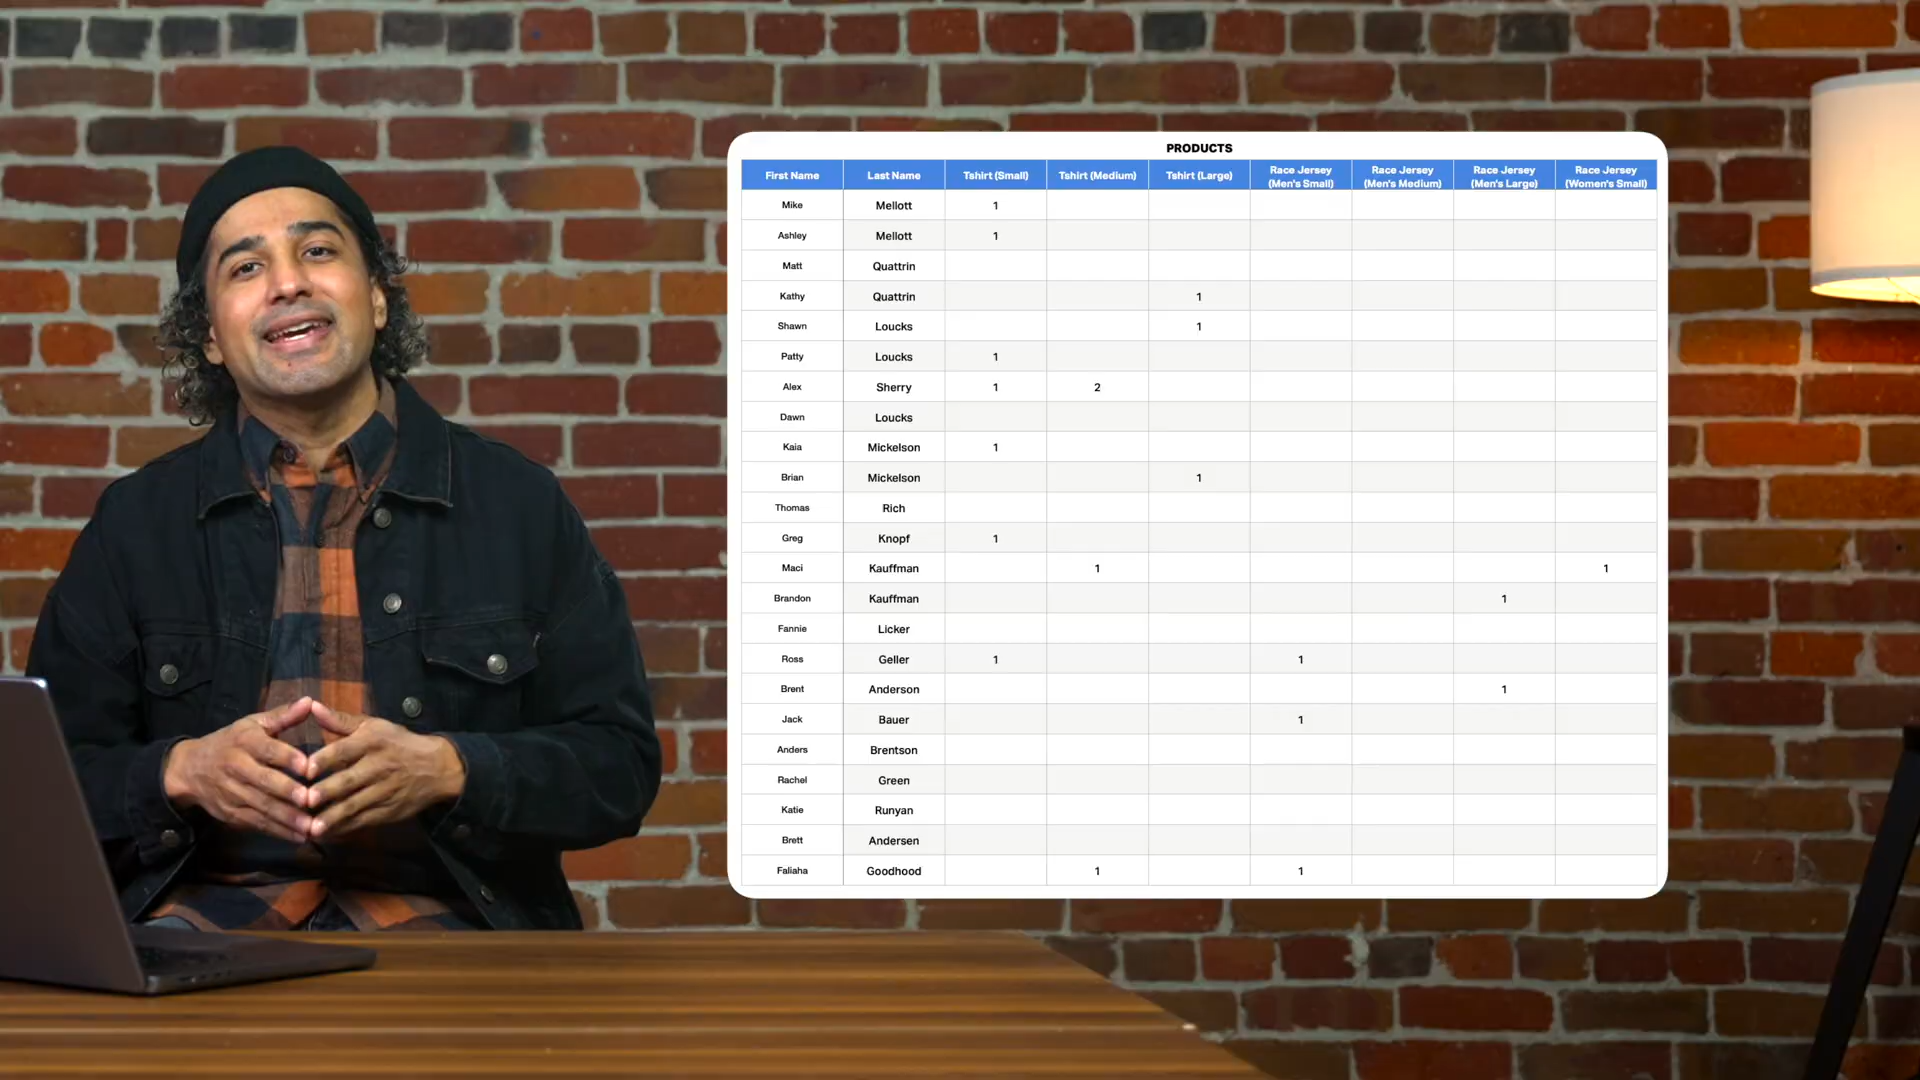 PRODUCTS
First Name Last Name Tshirt (Small) Tshirt (Medium) Tshirt (Large) Race Jersey (Men's Small) Race Jersey (Men's Medium) Race Jersey (Men's Large) Race Jersey (Women's Small)
Mike Mellott 1
Ashley Mellott 1
Matt Quattrin
Kathy Quattrin 1
Shawn Loucks 1
Patty Loucks 1
Alex Sherry 1 2
Dawn Loucks
Kaia Mickelson 1
Brian Mickelson 1
Thomas Rich
Greg Knopf 1
Maci Kauffman 1 1
Brandon Kauffman 1
Fannie Licker
Ross Geller 1 1
Brent Anderson 1
Jack Bauer 1
Anders Brentson
Rachel Green
Katie Runyan
Brett Andersen
Faliaha Goodhood 1 1